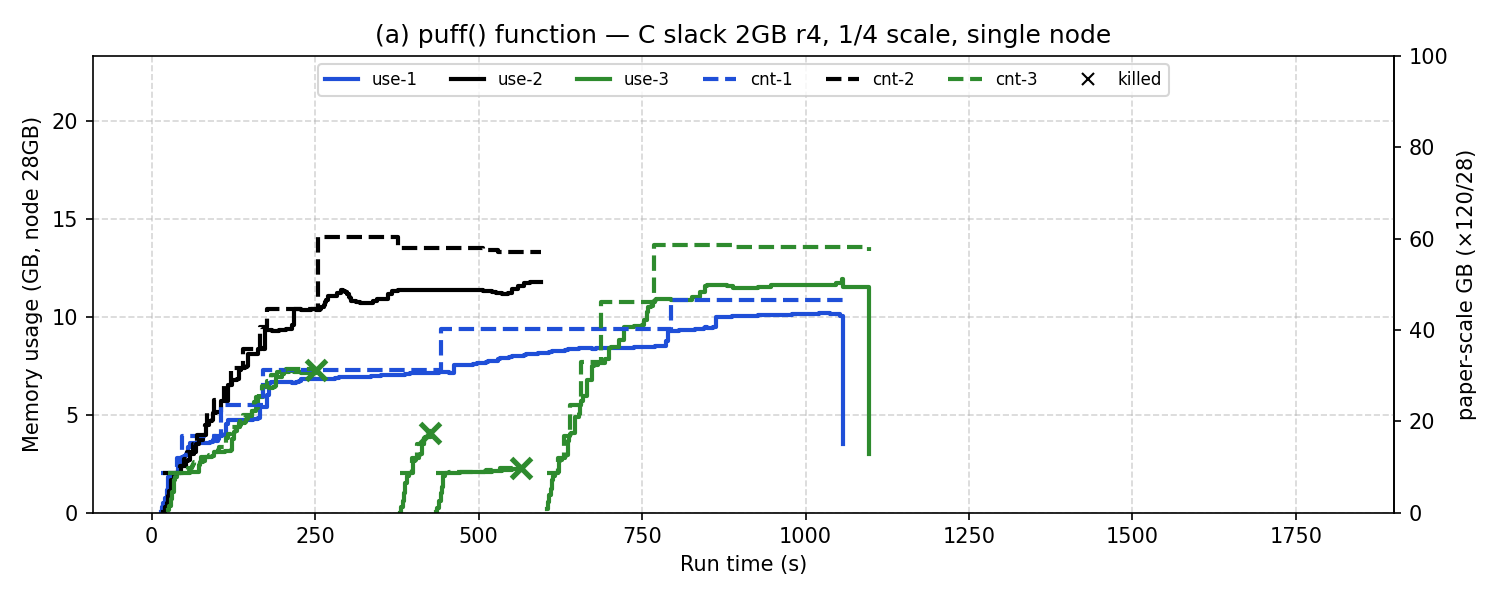 (a) puff() function — C slack 2GB r4, 1/4 scale, single node
use-1 use-2 use-3 cnt-1 cnt-2 cnt-3 killed
Memory usage (GB, node 28GB)
20
15
10
5
0
100
80
60
40
20
0
paper-scale GB (×120/28)
0 250 500 750 1000 1250 1500 1750
Run time (s)